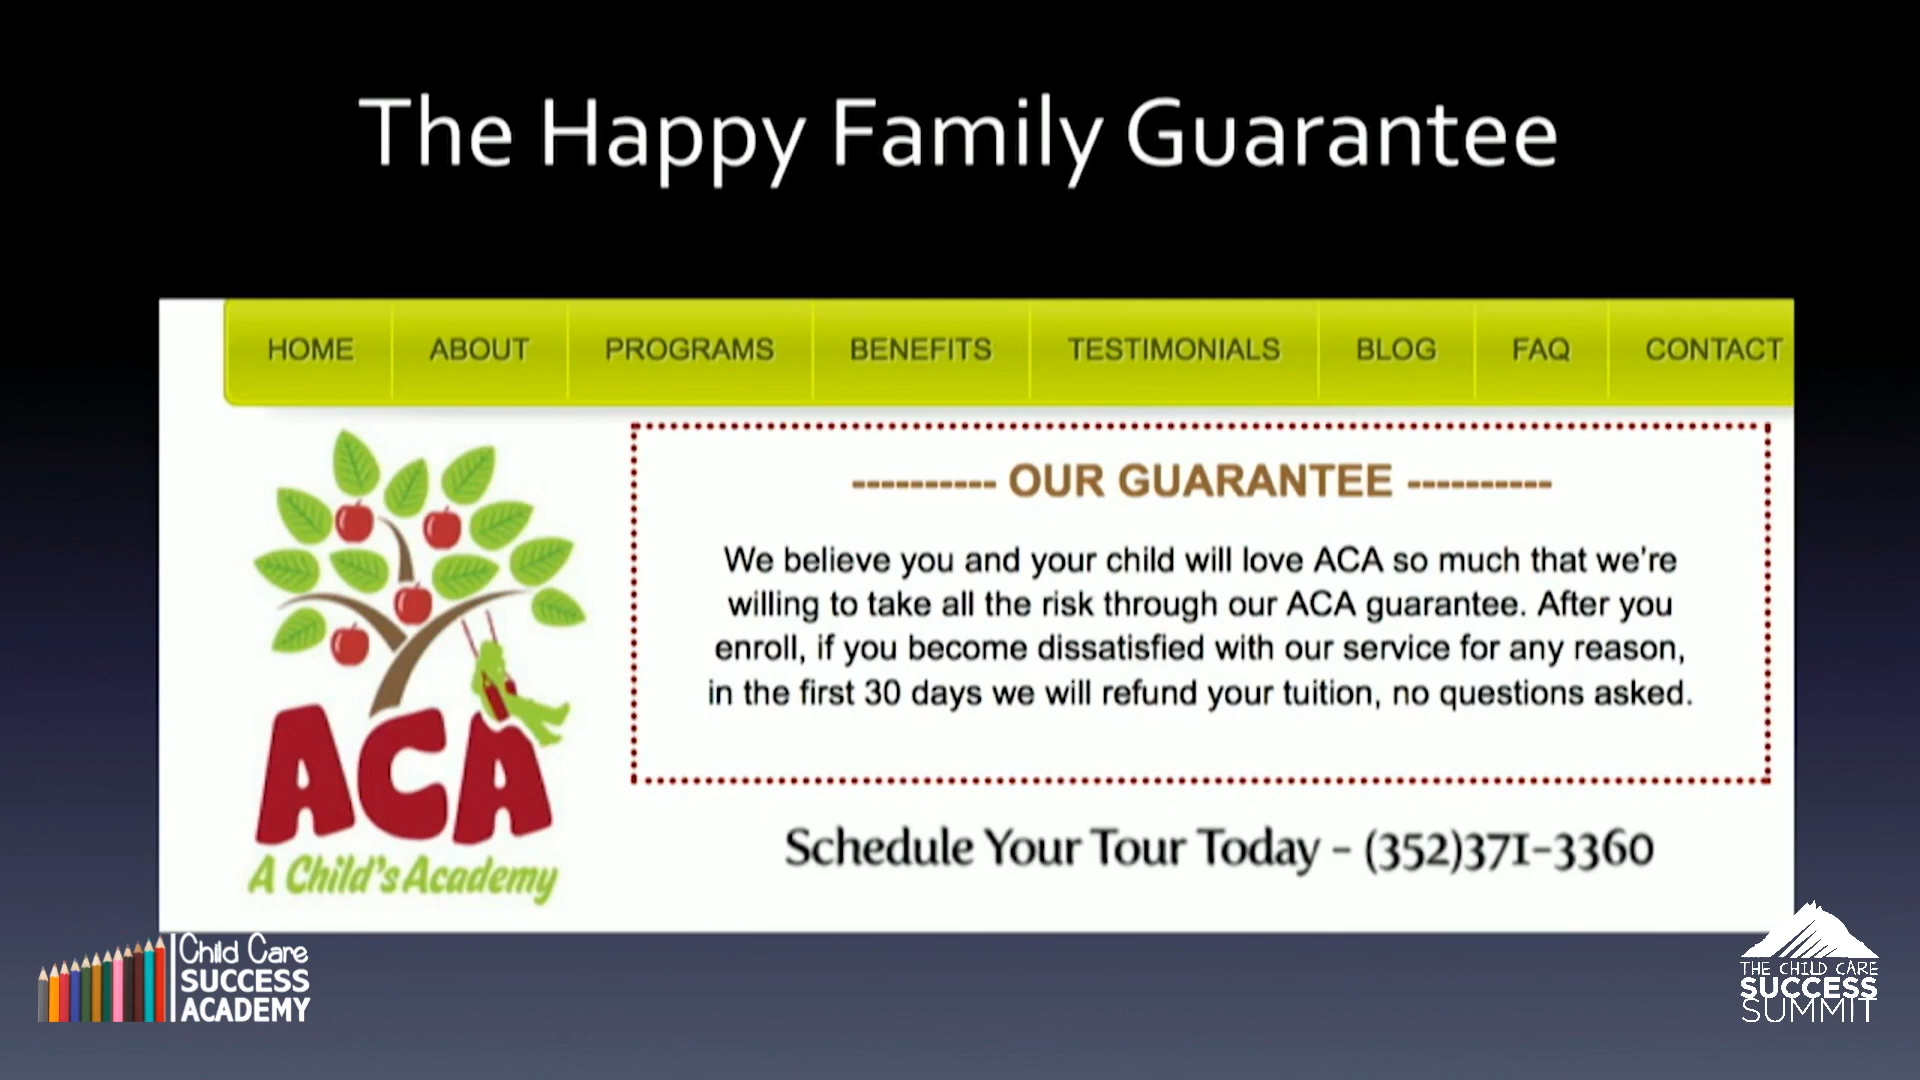 The Happy Family Guarantee
HOME ABOUT PROGRAMS BENEFITS TESTIMONIALS BLOG FAQ CONTACT
---------- OUR GUARANTEE ----------
We believe you and your child will love ACA so much that we're
willing to take all the risk through our ACA guarantee. After you
enroll, if you become dissatisfied with our service for any reason,
in the first 30 days we will refund your tuition, no questions asked.
ACA
A Child's Academy
Schedule Your Tour Today - (352)371-3360
Child Care
SUCCESS
ACADEMY
THE CHILD CARE
SUCCESS
SUMMIT